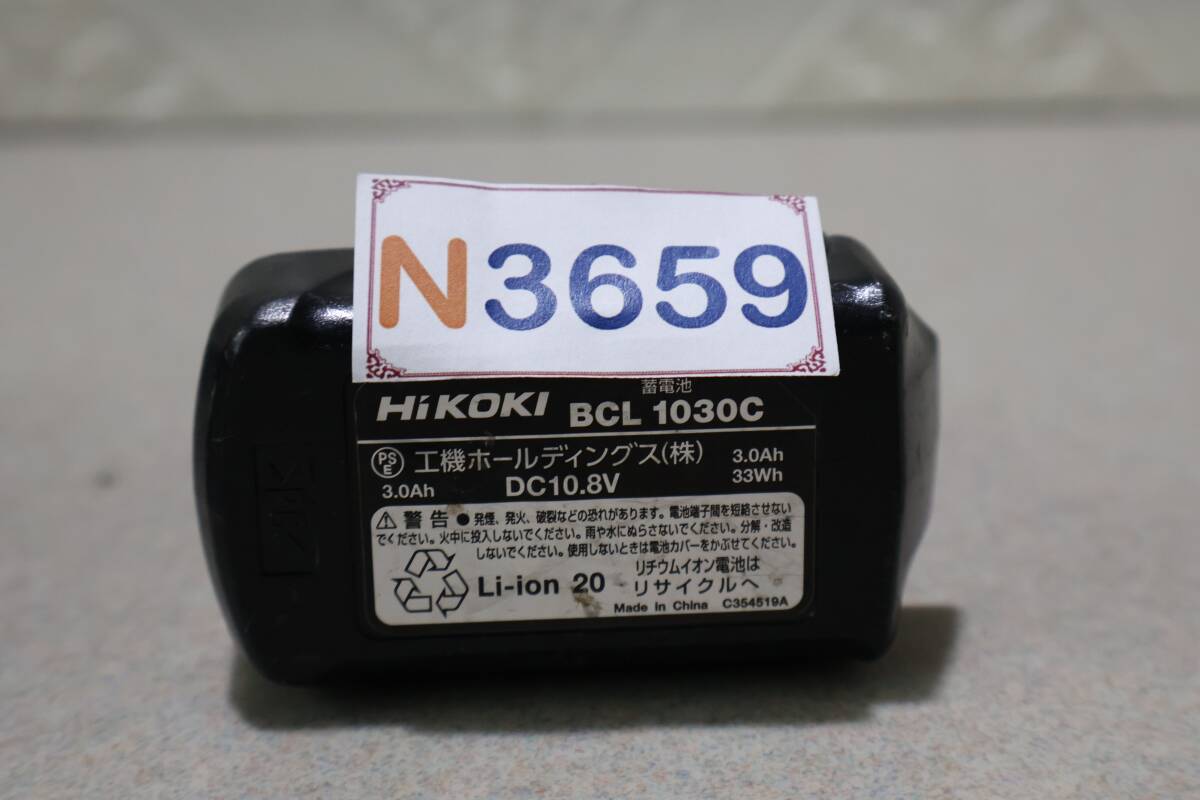 N3659
蓄電池
HiKOKI BCL 1030C
PS E 工機ホールディングス(株) 3.0Ah
3.0Ah DC10.8V 33Wh
⚠警告 ●発煙、発火、破裂などの恐れがあります。電池端子間を短絡させない
でください。火中に投入しないでください。雨や水にぬらさないでください。分解・改造
しないでください。使用しないときは電池カバーをかぶせてください。
Li-ion 20 リチウムイオン電池は
リサイクルへ
Made in China C354519A